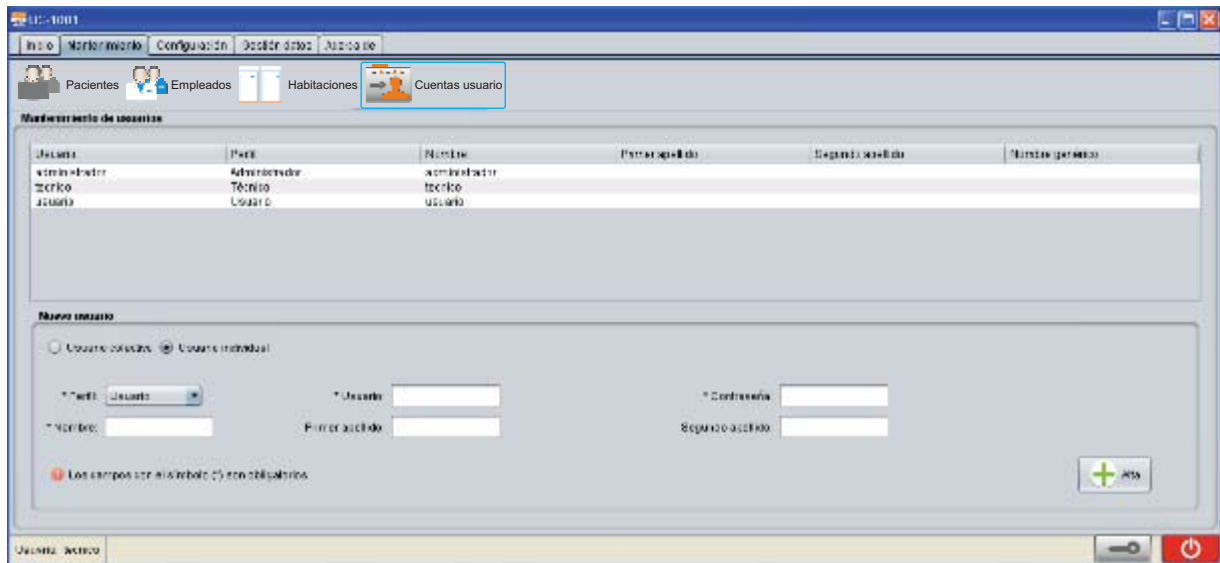 UC-1001
Inicio Mantenimiento Configuración Gestión datos Acerca de
Pacientes Empleados Habitaciones Cuentas usuario
Mantenimiento de usuarios
Usuario Perfil Nombre Primer apellido Segundo apellido Nombre generico
administrador Administrador administrador
tecnico Técnico tecnico
usuario Usuario usuario
Nuevo usuario
Usuario colectivo Usuario individual
* Perfil: Usuario * Usuario: * Contraseña:
* Nombre: Primer apellido: Segundo apellido:
Los campos con el símbolo (*) son obligatorios
Alta
Usuario: tecnico